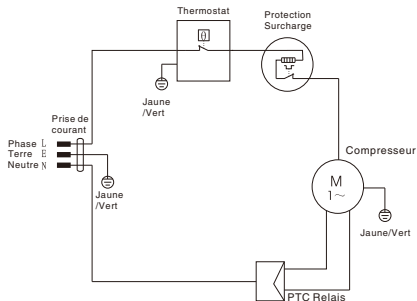 Thermostat
Protection
Surcharge
θ
Jaune
/Vert
Prise de
courant
Phase L
Terre E
Neutre N
Jaune
/Vert
Compresseur
M
1~
Jaune/Vert
PTC Relais